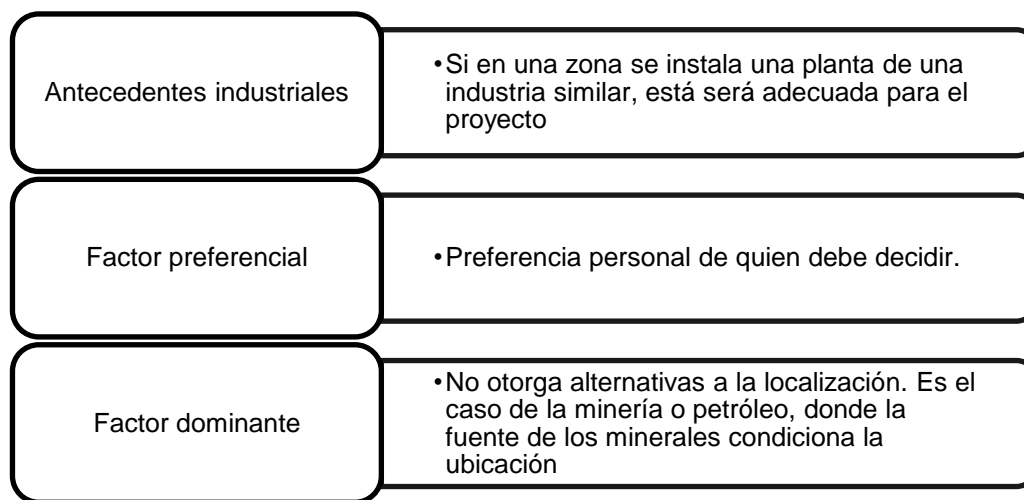 Antecedentes industriales
•Si en una zona se instala una planta de una
industria similar, está será adecuada para el
proyecto
Factor preferencial
•Preferencia personal de quien debe decidir.
Factor dominante
•No otorga alternativas a la localización. Es el
caso de la minería o petróleo, donde la
fuente de los minerales condiciona la
ubicación